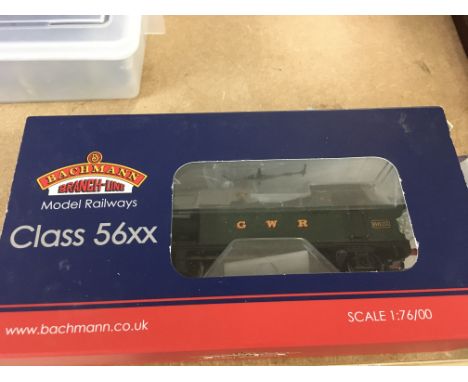 BACHMANN
BRANCH-LINE
Model Railways
Class 56xx
G W R
www.bachmann.co.uk
SCALE 1:76/00